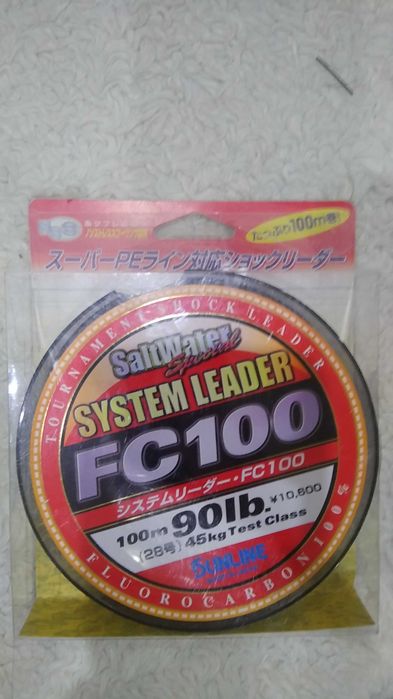 たっぷり100m巻!
スーパーPEライン対応ショックリーダー
TOURNAMENT SHOCK LEADER
SaltWater
Special
SYSTEM LEADER
FC100
システムリーダー・FC100
100m 90lb. ¥10,800
(28号) 45kg Test Class
SUNLINE
FLUOROCARBON 100%